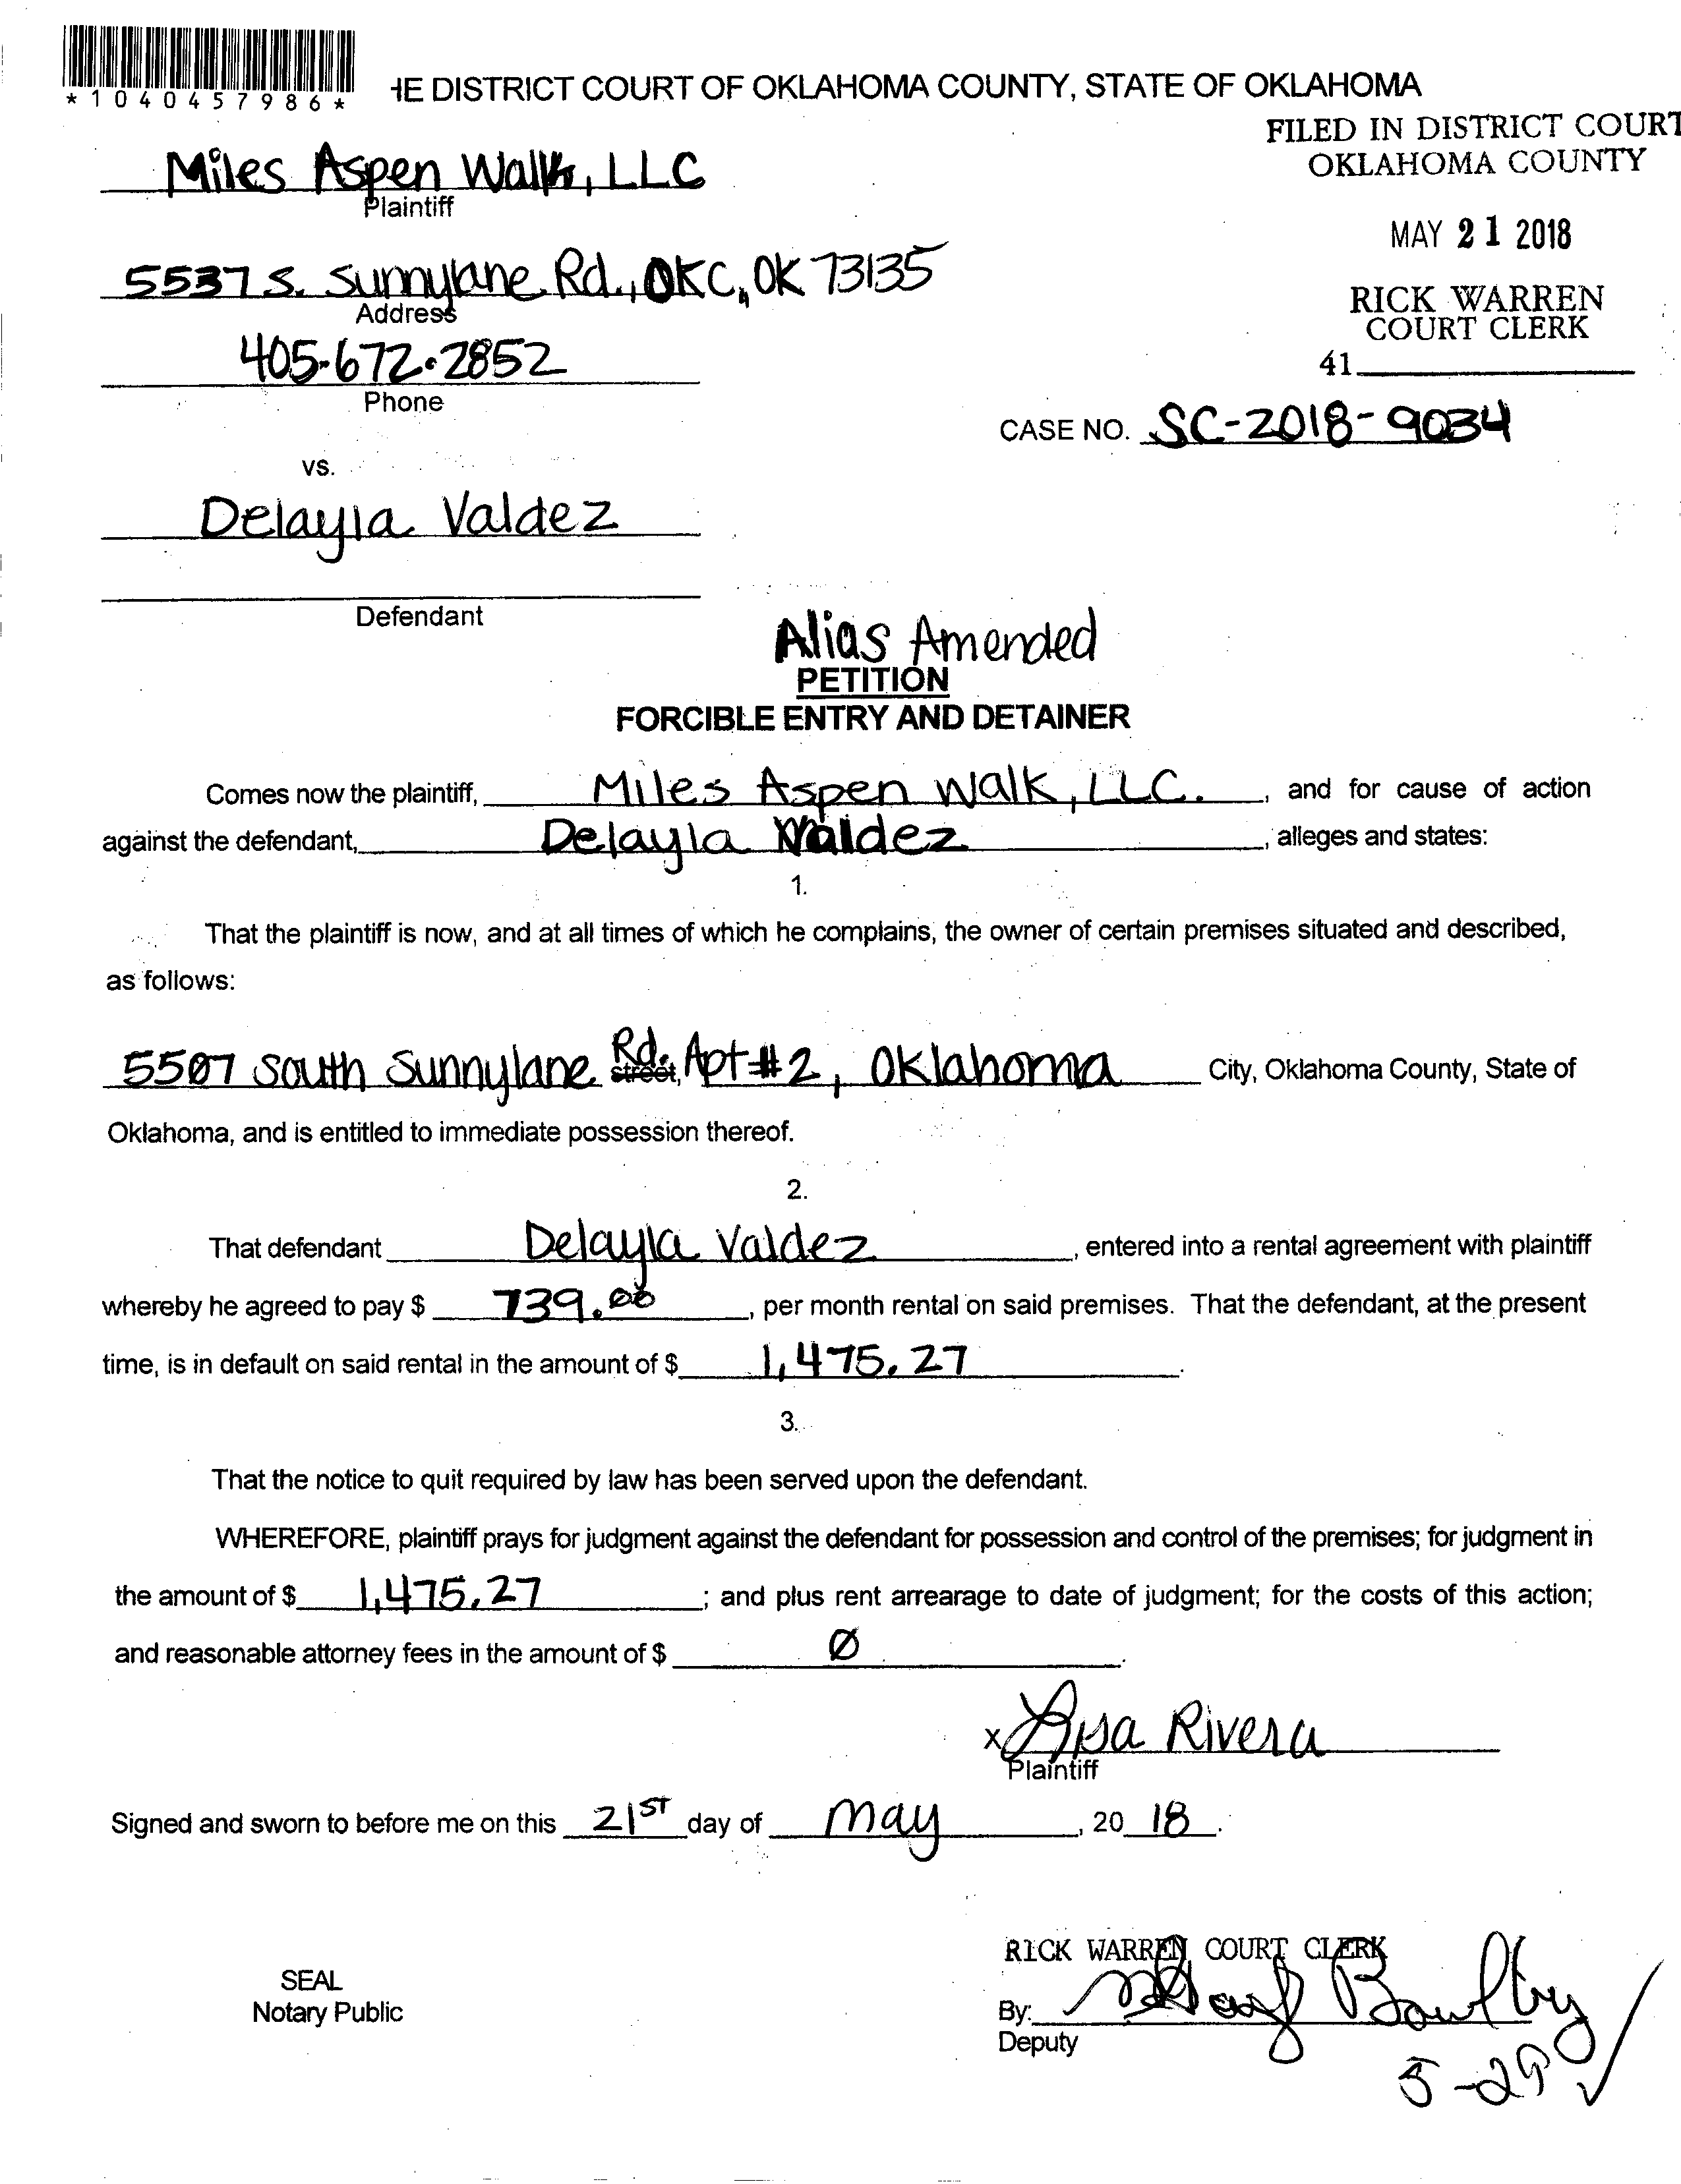 *1040457986*
HE DISTRICT COURT OF OKLAHOMA COUNTY, STATE OF OKLAHOMA
FILED IN DISTRICT COURT
OKLAHOMA COUNTY
MAY 21 2018
RICK WARREN
COURT CLERK
41
Miles Aspen Walk, LLC
Plaintiff
5537 S. Sunnylane Rd., OKC, OK 73135
Address
405-672-2852
Phone
CASE NO. SC-2018-9034
vs.
Delayla Valdez
Defendant
Alias Amended
PETITION
FORCIBLE ENTRY AND DETAINER
Comes now the plaintiff, Miles Aspen Walk, LLC. , and for cause of action
against the defendant, Delayla Valdez , alleges and states:
1.
That the plaintiff is now, and at all times of which he complains, the owner of certain premises situated and described,
as follows:
5507 South Sunnylane Rd. street, Apt #2, Oklahoma City, Oklahoma County, State of
Oklahoma, and is entitled to immediate possession thereof.
2.
That defendant Delayla Valdez , entered into a rental agreement with plaintiff
whereby he agreed to pay $ 739.00 , per month rental on said premises. That the defendant, at the present
time, is in default on said rental in the amount of $ 1,475.27 .
3.
That the notice to quit required by law has been served upon the defendant.
WHEREFORE, plaintiff prays for judgment against the defendant for possession and control of the premises; for judgment in
the amount of $ 1,475.27 ; and plus rent arrearage to date of judgment; for the costs of this action;
and reasonable attorney fees in the amount of $ Ø .
x Lisa Rivera
Plaintiff
Signed and sworn to before me on this 21ST day of May , 20 18 .
RICK WARREN COURT CLERK
SEAL
Notary Public
By:
Deputy
5-29